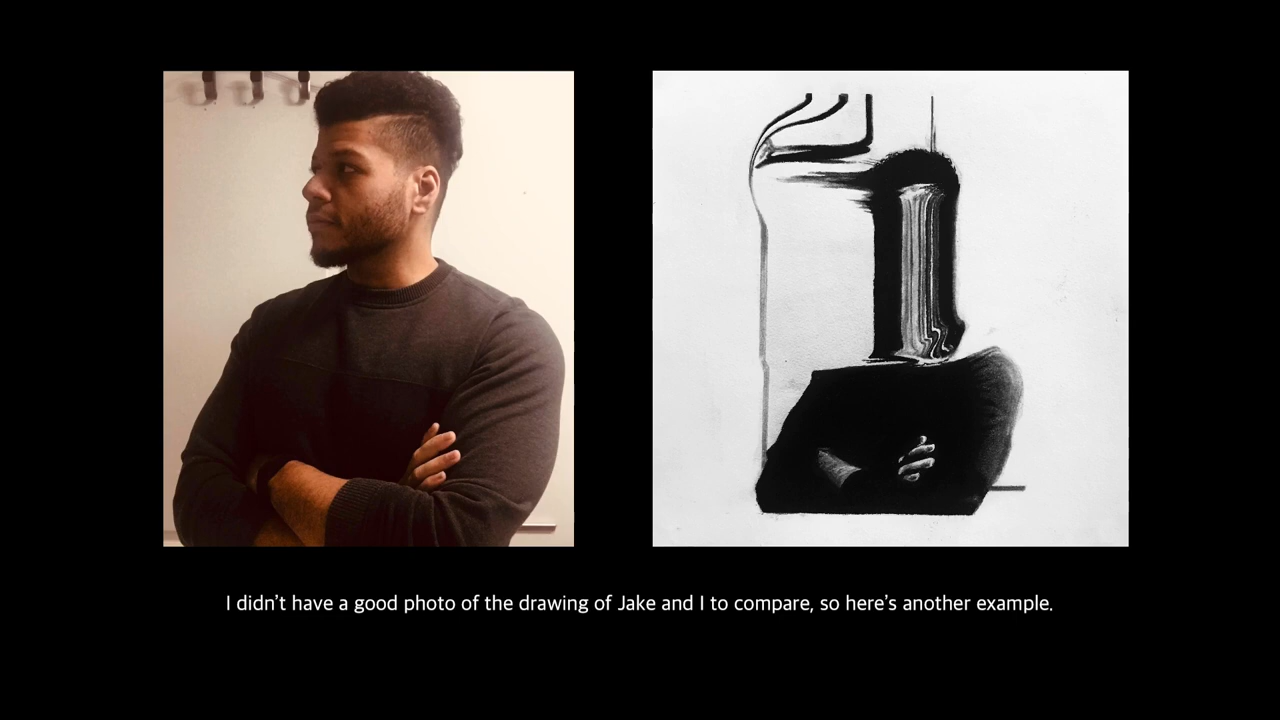 I didn’t have a good photo of the drawing of Jake and I to compare, so here’s another example.